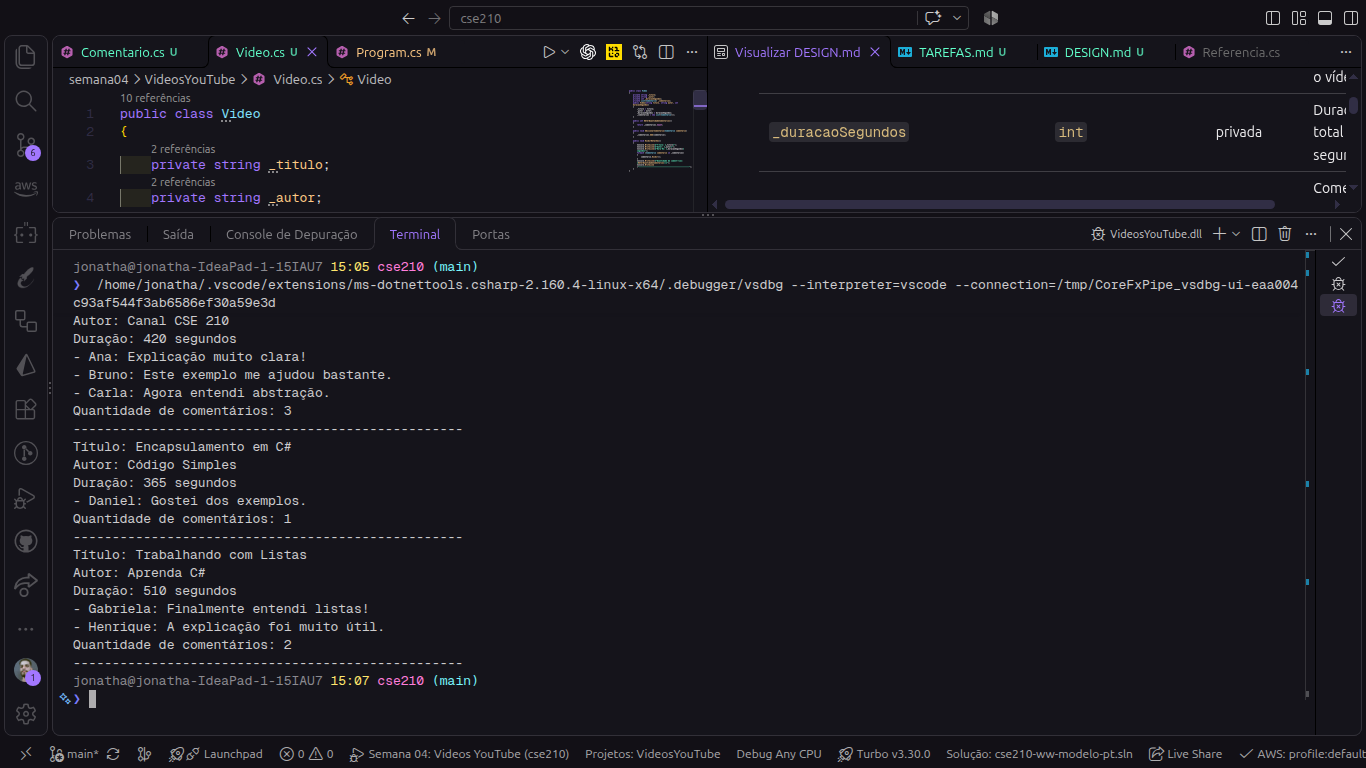 cse210
Comentario.cs U
Video.cs U
Program.cs M
Visualizar DESIGN.md
TAREFAS.md U
DESIGN.md U
Referencia.cs
semana04 > VideosYouTube > Video.cs > Video
10 referências
1 public class Video
2 {
2 referências
3 private string _titulo;
2 referências
4 private string _autor;
o víde
_duracaoSegundos int privada
Duraç
total
segun
Come
6
aws
Problemas Saída Console de Depuração Terminal Portas
VideosYouTube.dll
jonatha@jonatha-IdeaPad-1-15IAU7 15:05 cse210 (main)
❯ /home/jonatha/.vscode/extensions/ms-dotnettools.csharp-2.160.4-linux-x64/.debugger/vsdbg --interpreter=vscode --connection=/tmp/CoreFxPipe_vsdbg-ui-eaa004
c93af544f3ab6586ef30a59e3d
Autor: Canal CSE 210
Duração: 420 segundos
- Ana: Explicação muito clara!
- Bruno: Este exemplo me ajudou bastante.
- Carla: Agora entendi abstração.
Quantidade de comentários: 3
--------------------------------------------------
Título: Encapsulamento em C#
Autor: Código Simples
Duração: 365 segundos
- Daniel: Gostei dos exemplos.
Quantidade de comentários: 1
--------------------------------------------------
Título: Trabalhando com Listas
Autor: Aprenda C#
Duração: 510 segundos
- Gabriela: Finalmente entendi listas!
- Henrique: A explicação foi muito útil.
Quantidade de comentários: 2
--------------------------------------------------
jonatha@jonatha-IdeaPad-1-15IAU7 15:07 cse210 (main)
❯
1
main* Launchpad 0 0 Semana 04: Videos YouTube (cse210) Projetos: VideosYouTube Debug Any CPU Turbo v3.30.0 Solução: cse210-ww-modelo-pt.sln Live Share AWS: profile:default